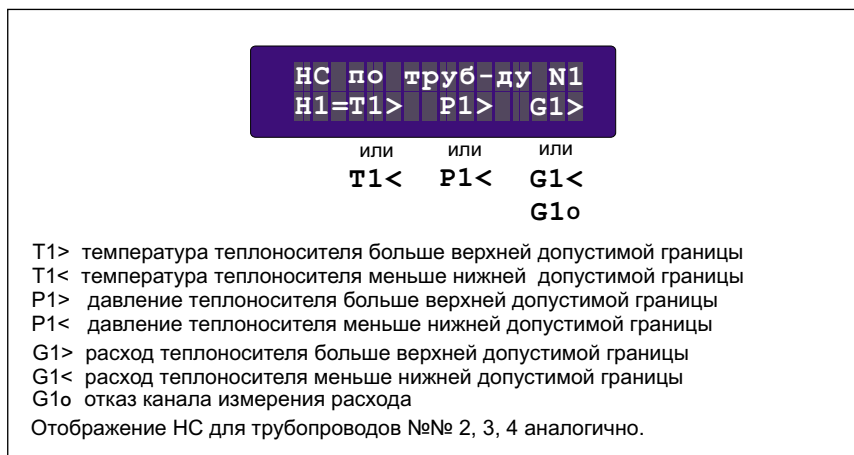 НС по труб-ду N1
Н1=Т1> Р1> G1>
или или или
Т1< Р1< G1<
G1о
Т1> температура теплоносителя больше верхней допустимой границы
Т1< температура теплоносителя меньше нижней допустимой границы
Р1> давление теплоносителя больше верхней допустимой границы
Р1< давление теплоносителя меньше нижней допустимой границы
G1> расход теплоносителя больше верхней допустимой границы
G1< расход теплоносителя меньше нижней допустимой границы
G1о отказ канала измерения расхода
Отображение НС для трубопроводов №№ 2, 3, 4 аналогично.